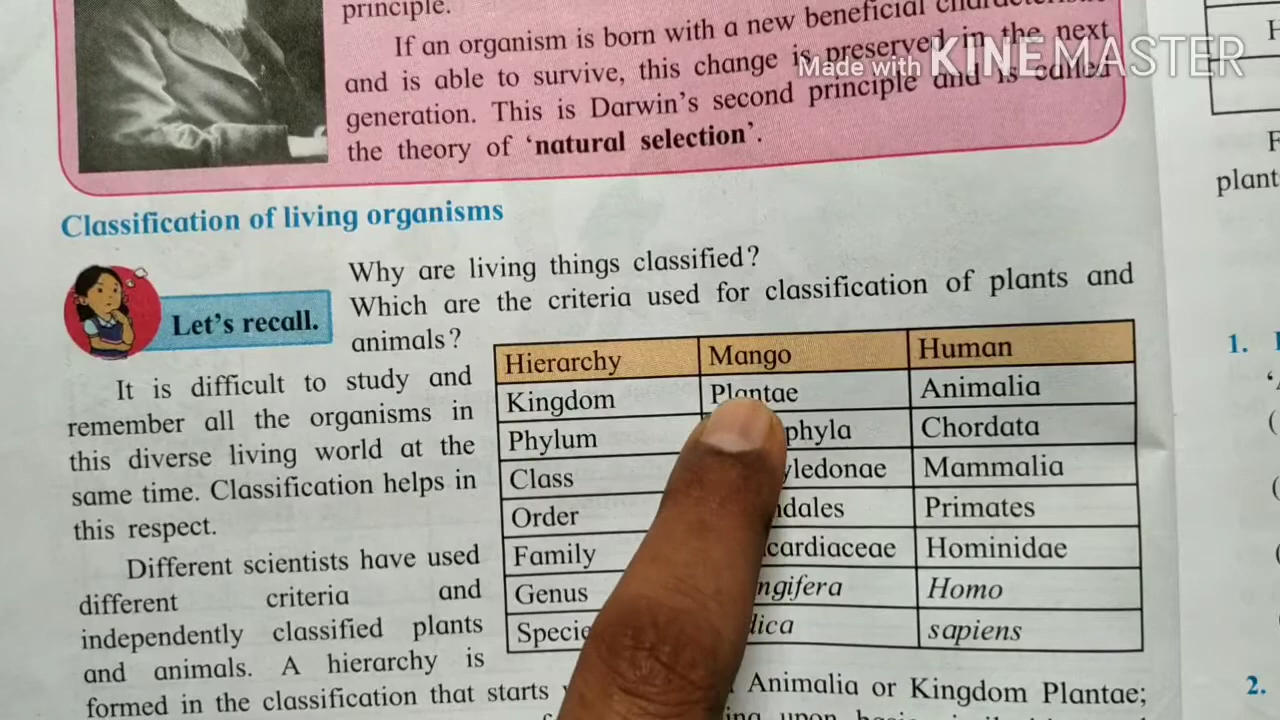 principle.
If an organism is born with a new beneficial
and is able to survive, this change is preserved in the next
generation. This is Darwin's second principle and is called
the theory of 'natural selection'.
Made with KINEMASTER
Classification of living organisms
Let's recall.
Why are living things classified?
Which are the criteria used for classification of plants and
animals?
It is difficult to study and
remember all the organisms in
this diverse living world at the
same time. Classification helps in
this respect.
Different scientists have used
different criteria and
independently classified plants
and animals. A hierarchy is
formed in the classification that starts
Animalia or Kingdom Plantae;
Hierarchy Mango Human
Kingdom Plantae Animalia
Phylum phyla Chordata
Class ledonae Mammalia
Order dales Primates
Family cardiaceae Hominidae
Genus ngifera Homo
Specie ica sapiens
H
plant
1.
2.